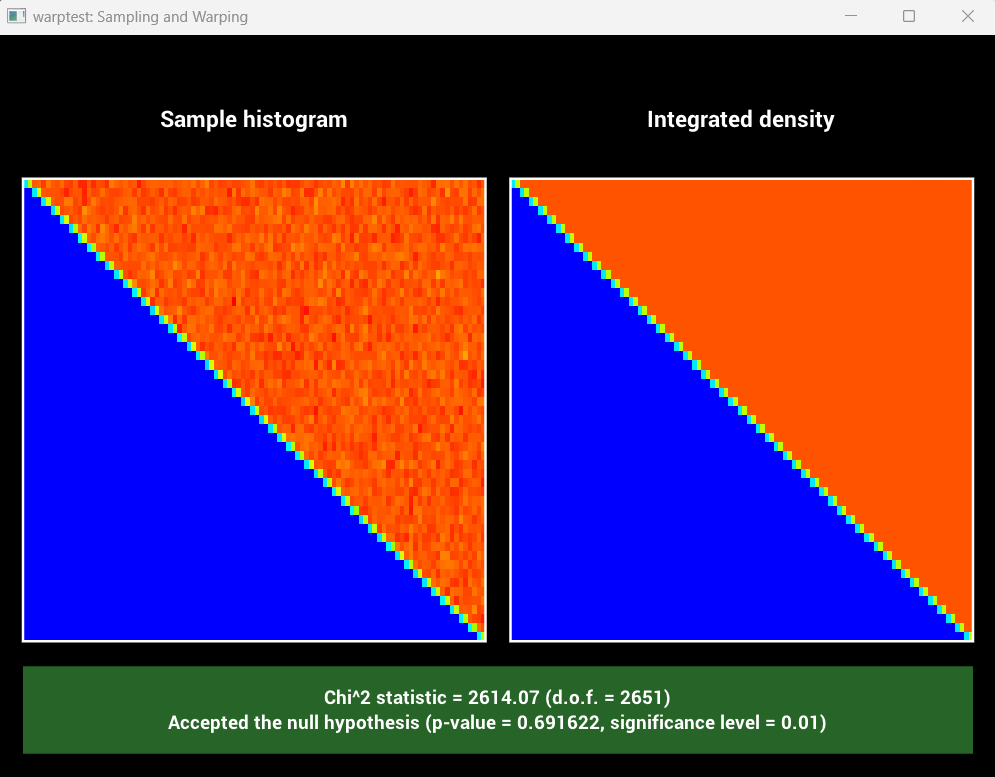 warptest: Sampling and Warping
Sample histogram
Integrated density
Chi^2 statistic = 2614.07 (d.o.f. = 2651)
Accepted the null hypothesis (p-value = 0.691622, significance level = 0.01)